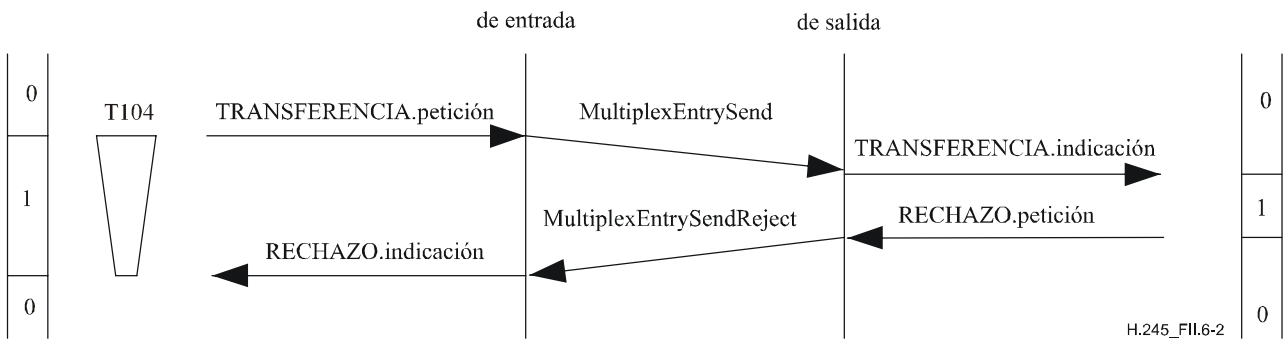 de entrada
de salida
0
T104
TRANSFERENCIA.petición
MultiplexEntrySend
0
TRANSFERENCIA.indicación
1
MultiplexEntrySendReject
RECHAZO.petición
1
RECHAZO.indicación
0
0
H.245_FII.6-2